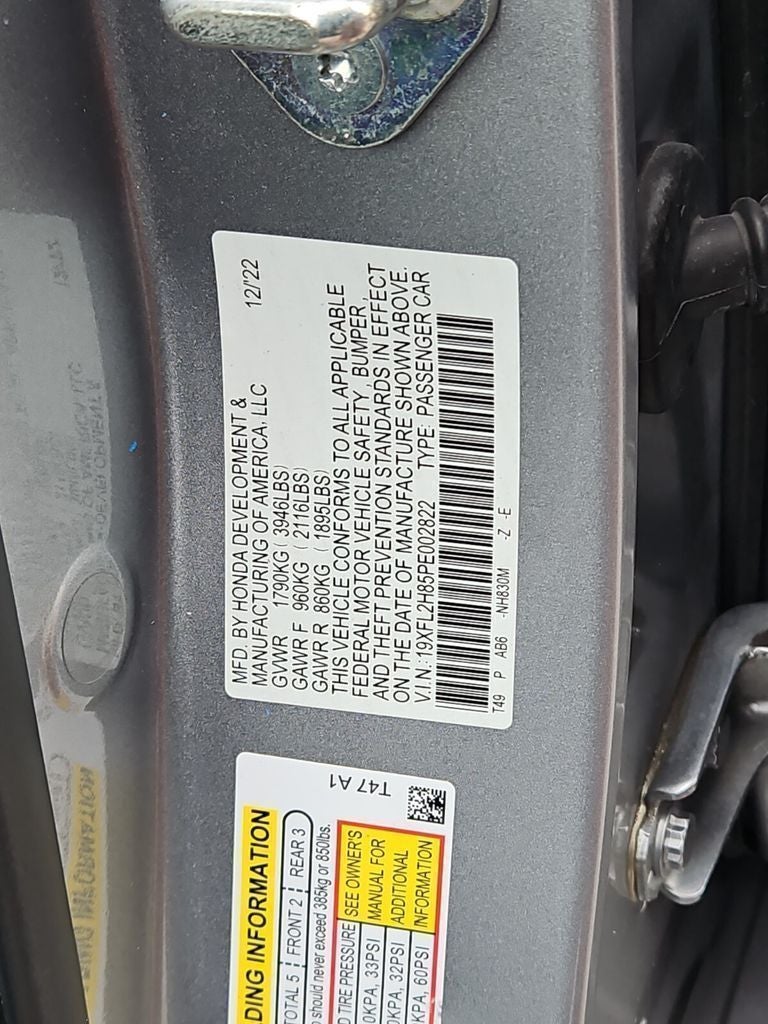 MFD. BY HONDA DEVELOPMENT &
MANUFACTURING OF AMERICA, LLC 12/'22
GVWR 1790KG ( 3946LBS)
GAWR F 960KG ( 2116LBS)
GAWR R 860KG ( 1895LBS)
THIS VEHICLE CONFORMS TO ALL APPLICABLE
FEDERAL MOTOR VEHICLE SAFETY, BUMPER,
AND THEFT PREVENTION STANDARDS IN EFFECT
ON THE DATE OF MANUFACTURE SHOWN ABOVE.
V.I.N.: 19XFL2H85PE002822 TYPE: PASSENGER CAR
T49 P AB6 -NH830M -Z -E
DING INFORMATION
TOTAL 5 FRONT 2 REAR 3
should never exceed 385kg or 850lbs.
TIRE PRESSURE
0KPA, 33PSI
0KPA, 32PSI
KPA, 60PSI
SEE OWNERS
MANUAL FOR
ADDITIONAL
INFORMATION
T47 A1